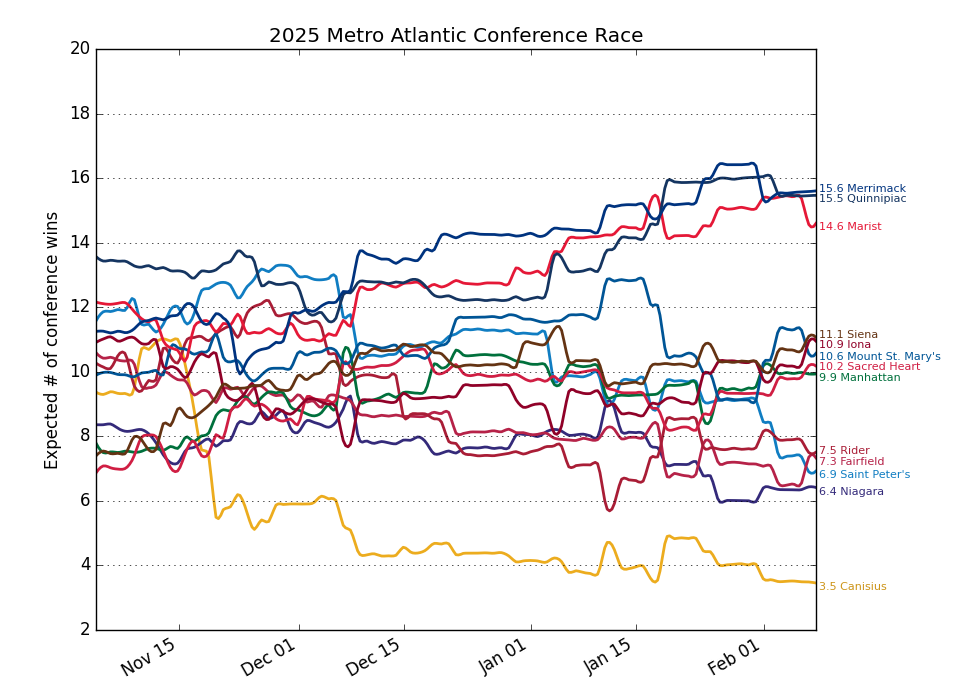 2025 Metro Atlantic Conference Race
Expected # of conference wins
20
18
16
14
12
10
8
6
4
2
Nov 15
Dec 01
Dec 15
Jan 01
Jan 15
Feb 01
15.6 Merrimack
15.5 Quinnipiac
14.6 Marist
11.1 Siena
10.9 Iona
10.6 Mount St. Mary's
10.2 Sacred Heart
9.9 Manhattan
7.5 Rider
7.3 Fairfield
6.9 Saint Peter's
6.4 Niagara
3.5 Canisius